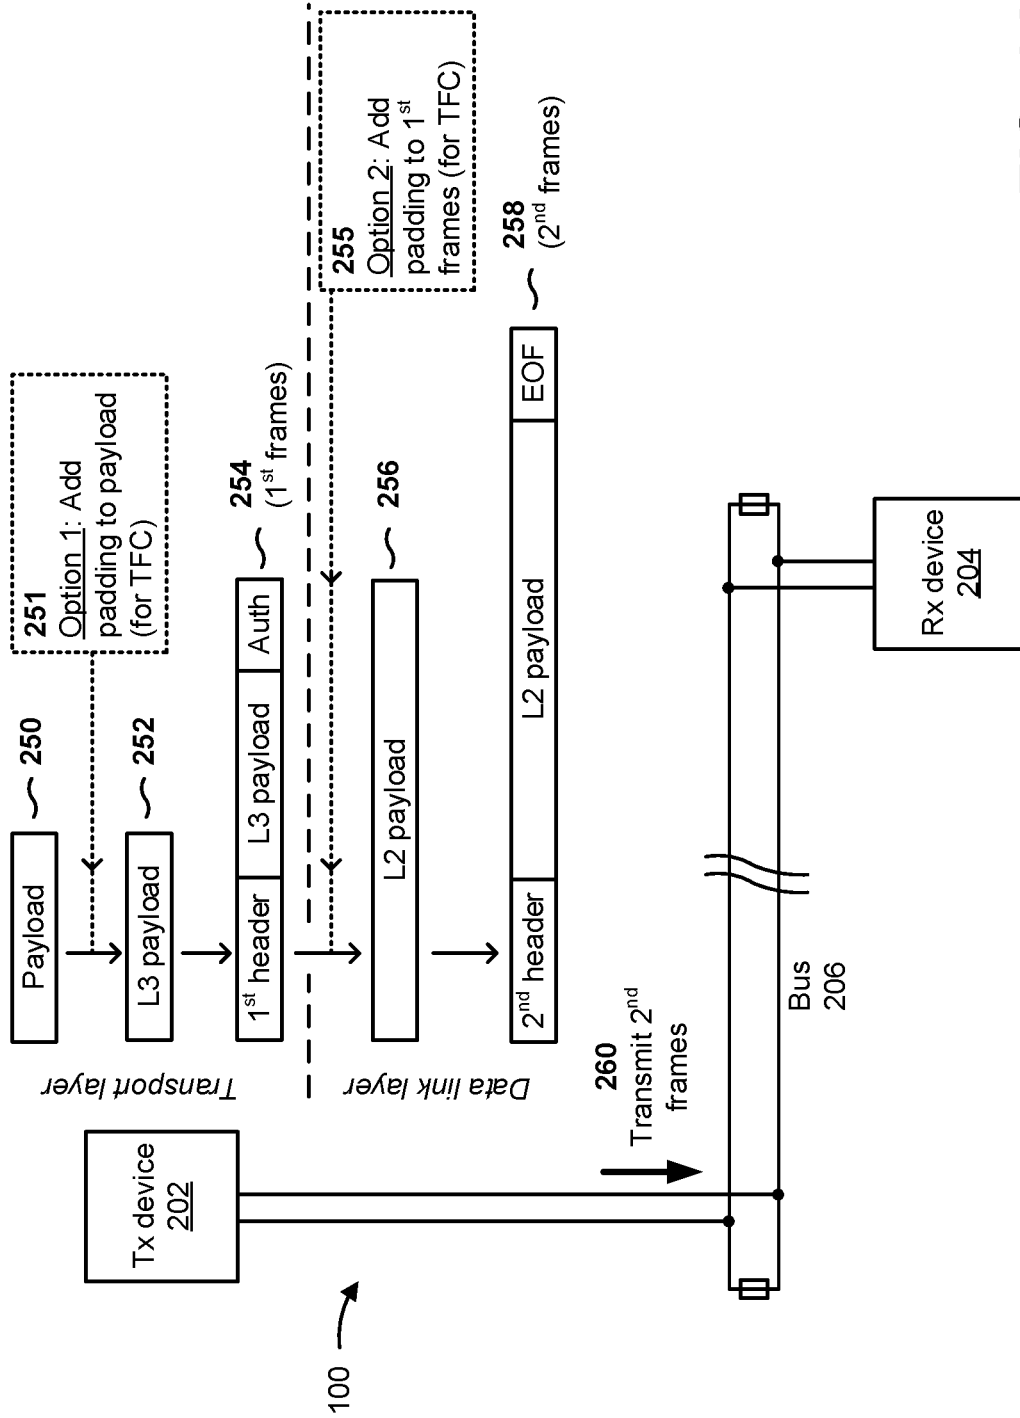 100
Tx device
202
Transport layer
Payload
250
251
Option 1: Add
padding to payload
(for TFC)
L3 payload
252
1st header
L3 payload
Auth
254
(1st frames)
Data link layer
255
Option 2: Add
padding to 1st
frames (for TFC)
L2 payload
256
2nd header
L2 payload
EOF
258
(2nd frames)
260
Transmit 2nd
frames
Bus
206
Rx device
204